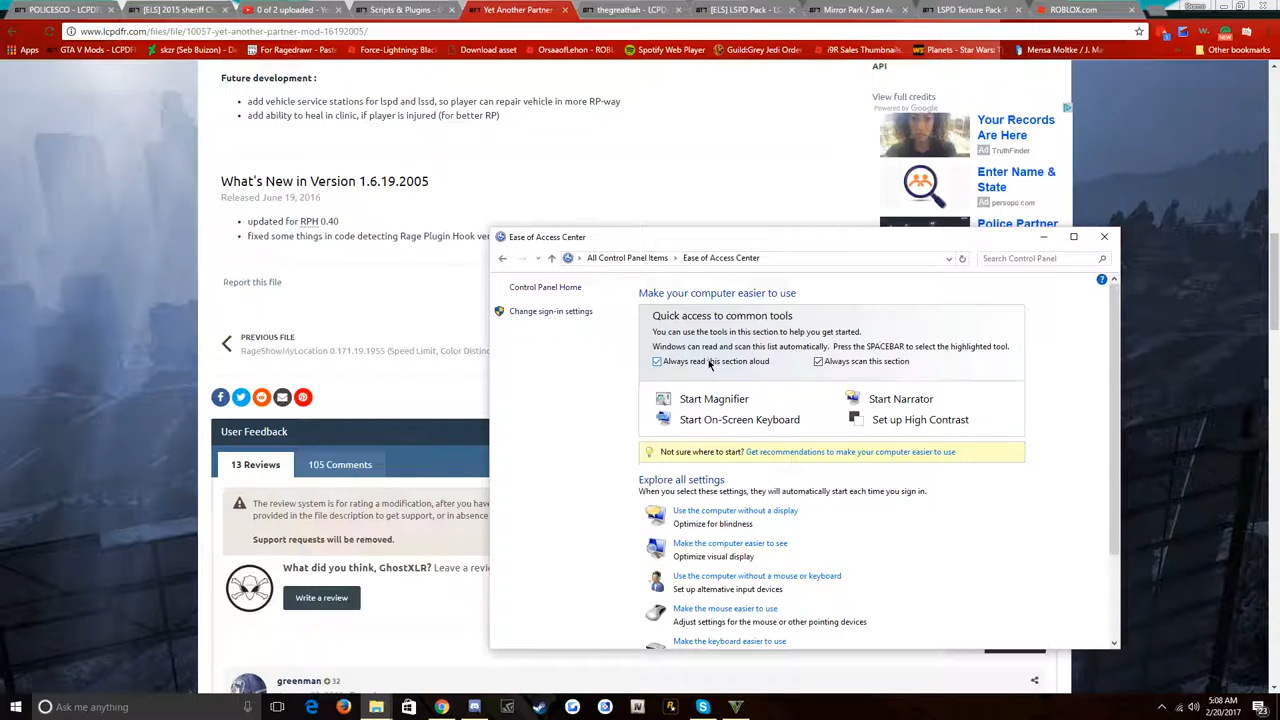 POLICESCO - LCPDFR.c
[ELS] 2015 sheriff C
0 of 2 uploaded - You
Scripts & Plugins - G
Yet Another Partner
thegreathah - LCPDF
[ELS] LSPD Pack - LC
Mirror Park / San An
LSPD Texture Pack #
ROBLOX.com
www.lcpdfr.com/files/file/10057-yet-another-partner-mod-16192005/
Apps
GTA V Mods - LCPDI
skzr (Seb Buizon) - De
For Ragedrawr - Paste
Force-Lightning: Blast
Download asset
OrsaaofLehon - ROBL
Spotify Web Player
Guild:Grey Jedi Order
i9R Sales Thumbnails.
Planets - Star Wars: T
Mensa Moltke / J. M
Other bookmarks
Future development :
add vehicle service stations for lspd and lssd, so player can repair vehicle in more RP-way
add ability to heal in clinic, if player is injured (for better RP)
What's New in Version 1.6.19.2005
Released June 19, 2016
updated for RPH 0.40
fixed some things in code detecting Rage Plugin Hook ver
Report this file
PREVIOUS FILE
RageShowMyLocation 0.171.19.1955 (Speed Limit, Color Distinc
User Feedback
13 Reviews
105 Comments
The review system is for rating a modification, after you have
provided in the file description to get support, or in absence
Support requests will be removed.
What did you think, GhostXLR? Leave a revi
Write a review
greenman 32
API
View full credits
Powered by Google
Your Records
Are Here
Ad TruthFinder
Enter Name &
State
Ad persopo.com
Police Partner
Ease of Access Center
All Control Panel Items
Ease of Access Center
Search Control Panel
Control Panel Home
Change sign-in settings
Make your computer easier to use
Quick access to common tools
You can use the tools in this section to help you get started.
Windows can read and scan this list automatically. Press the SPACEBAR to select the highlighted tool.
Always read this section aloud
Always scan this section
Start Magnifier
Start Narrator
Start On-Screen Keyboard
Set up High Contrast
Not sure where to start? Get recommendations to make your computer easier to use
Explore all settings
When you select these settings, they will automatically start each time you sign in.
Use the computer without a display
Optimize for blindness
Make the computer easier to see
Optimize visual display
Use the computer without a mouse or keyboard
Set up alternative input devices
Make the mouse easier to use
Adjust settings for the mouse or other pointing devices
Make the keyboard easier to use
Ask me anything
5:08 AM
2/20/2017
23